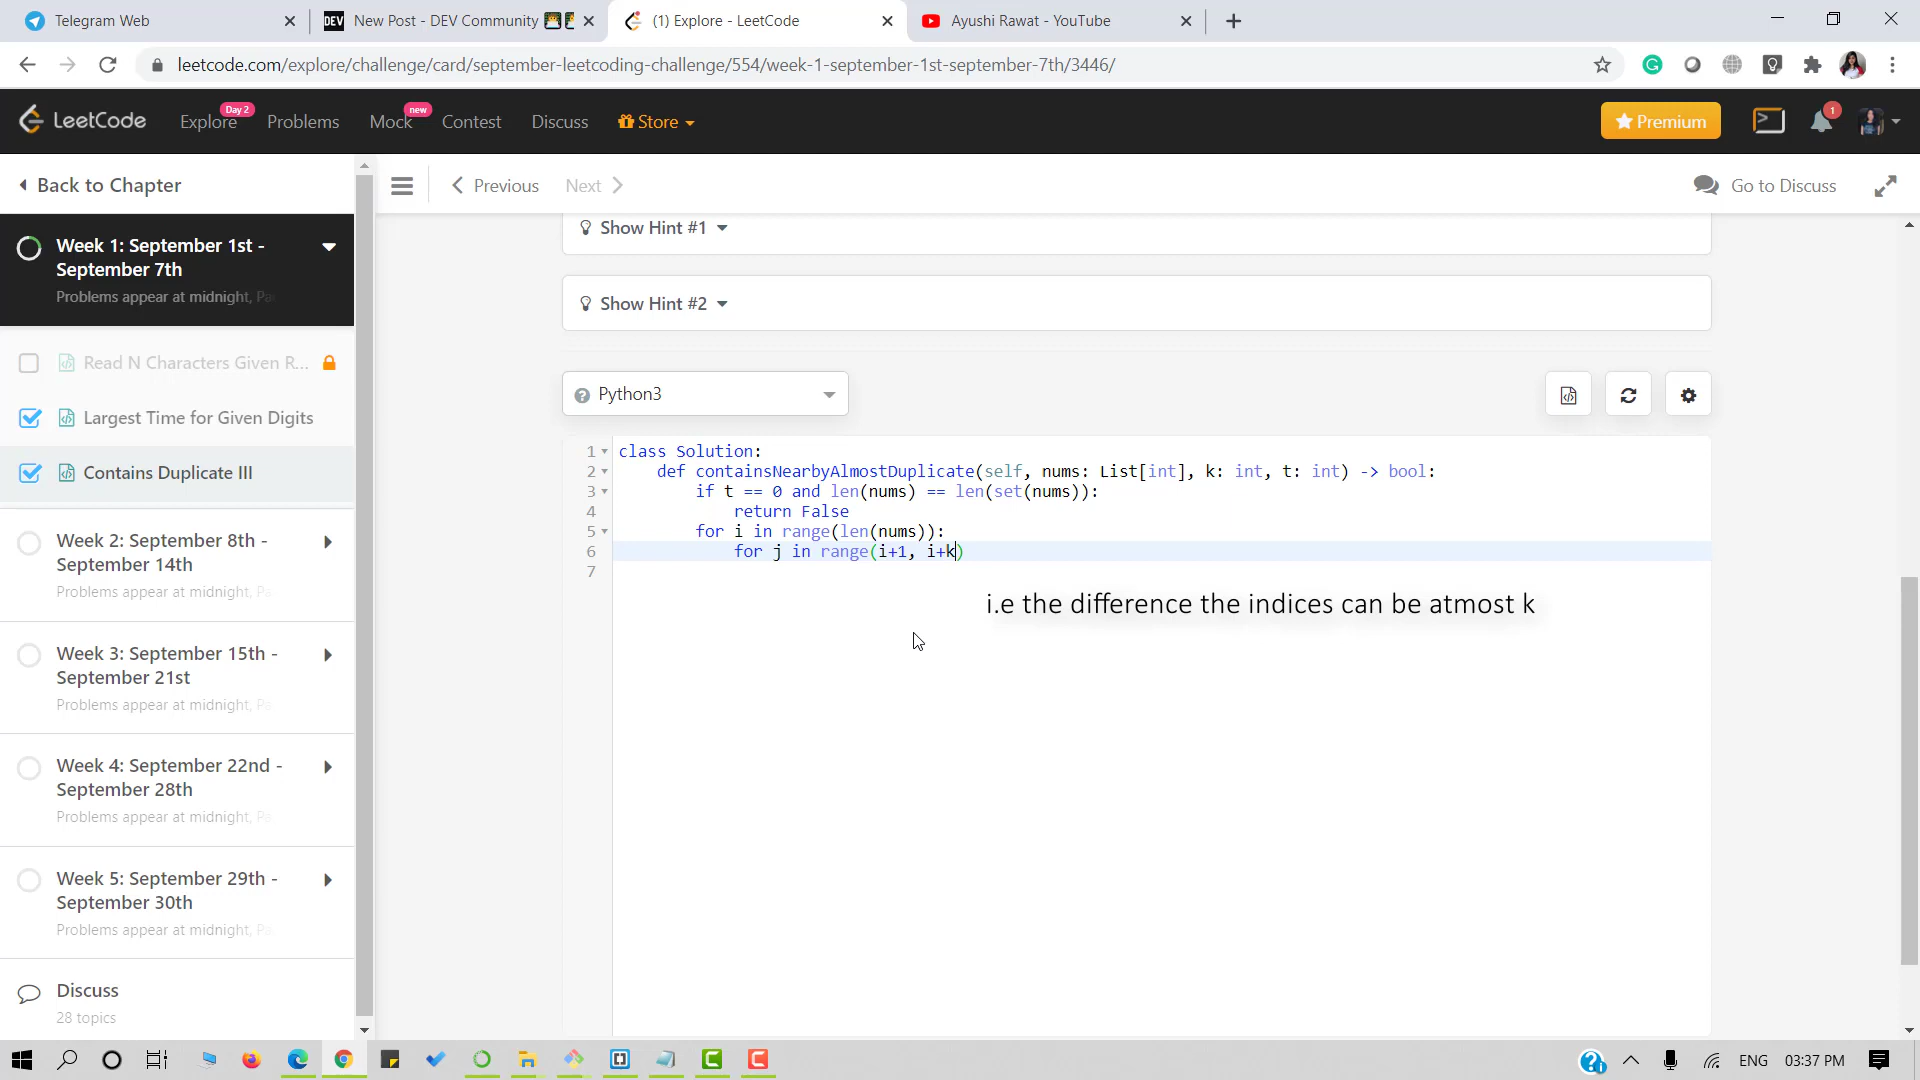 Telegram Web
New Post - DEV Community
(1) Explore - LeetCode
Ayushi Rawat - YouTube
leetcode.com/explore/challenge/card/september-leetcoding-challenge/554/week-1-september-1st-september-7th/3446/
LeetCode
Explore
Day 2
Problems
Mock
new
Contest
Discuss
Store
Premium
1
Back to Chapter
Previous
Next
Go to Discuss
Week 1: September 1st -
September 7th
Problems appear at midnight,
Read N Characters Given R...
Largest Time for Given Digits
Contains Duplicate III
Week 2: September 8th -
September 14th
Problems appear at midnight,
Week 3: September 15th -
September 21st
Problems appear at midnight,
Week 4: September 22nd -
September 28th
Problems appear at midnight,
Week 5: September 29th -
September 30th
Problems appear at midnight,
Discuss
28 topics
Show Hint #1
Show Hint #2
Python3
1 class Solution:
2 def containsNearbyAlmostDuplicate(self, nums: List[int], k: int, t: int) -> bool:
3 if t == 0 and len(nums) == len(set(nums)):
4 return False
5 for i in range(len(nums)):
6 for j in range(i+1, i+k)
7
i.e the difference the indices can be atmost k
ENG
03:37 PM